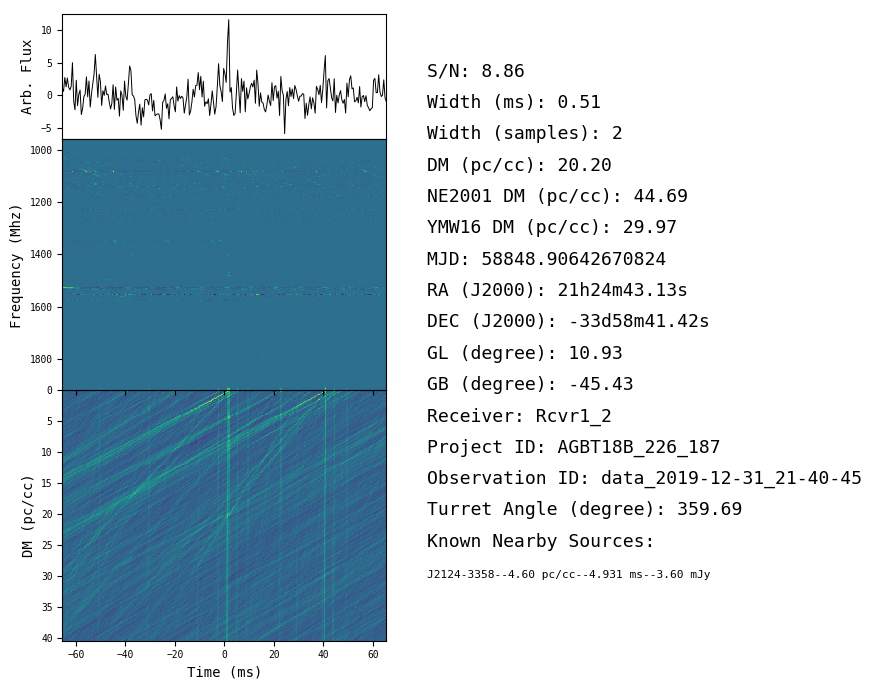 10
5
0
−5
Arb. Flux
1000
1200
1400
1600
1800
Frequency (Mhz)
0
5
10
15
20
25
30
35
40
DM (pc/cc)
−60
−40
−20
0
20
40
60
Time (ms)
S/N: 8.86
Width (ms): 0.51
Width (samples): 2
DM (pc/cc): 20.20
NE2001 DM (pc/cc): 44.69
YMW16 DM (pc/cc): 29.97
MJD: 58848.90642670824
RA (J2000): 21h24m43.13s
DEC (J2000): -33d58m41.42s
GL (degree): 10.93
GB (degree): -45.43
Receiver: Rcvr1_2
Project ID: AGBT18B_226_187
Observation ID: data_2019-12-31_21-40-45
Turret Angle (degree): 359.69
Known Nearby Sources:
J2124-3358--4.60 pc/cc--4.931 ms--3.60 mJy